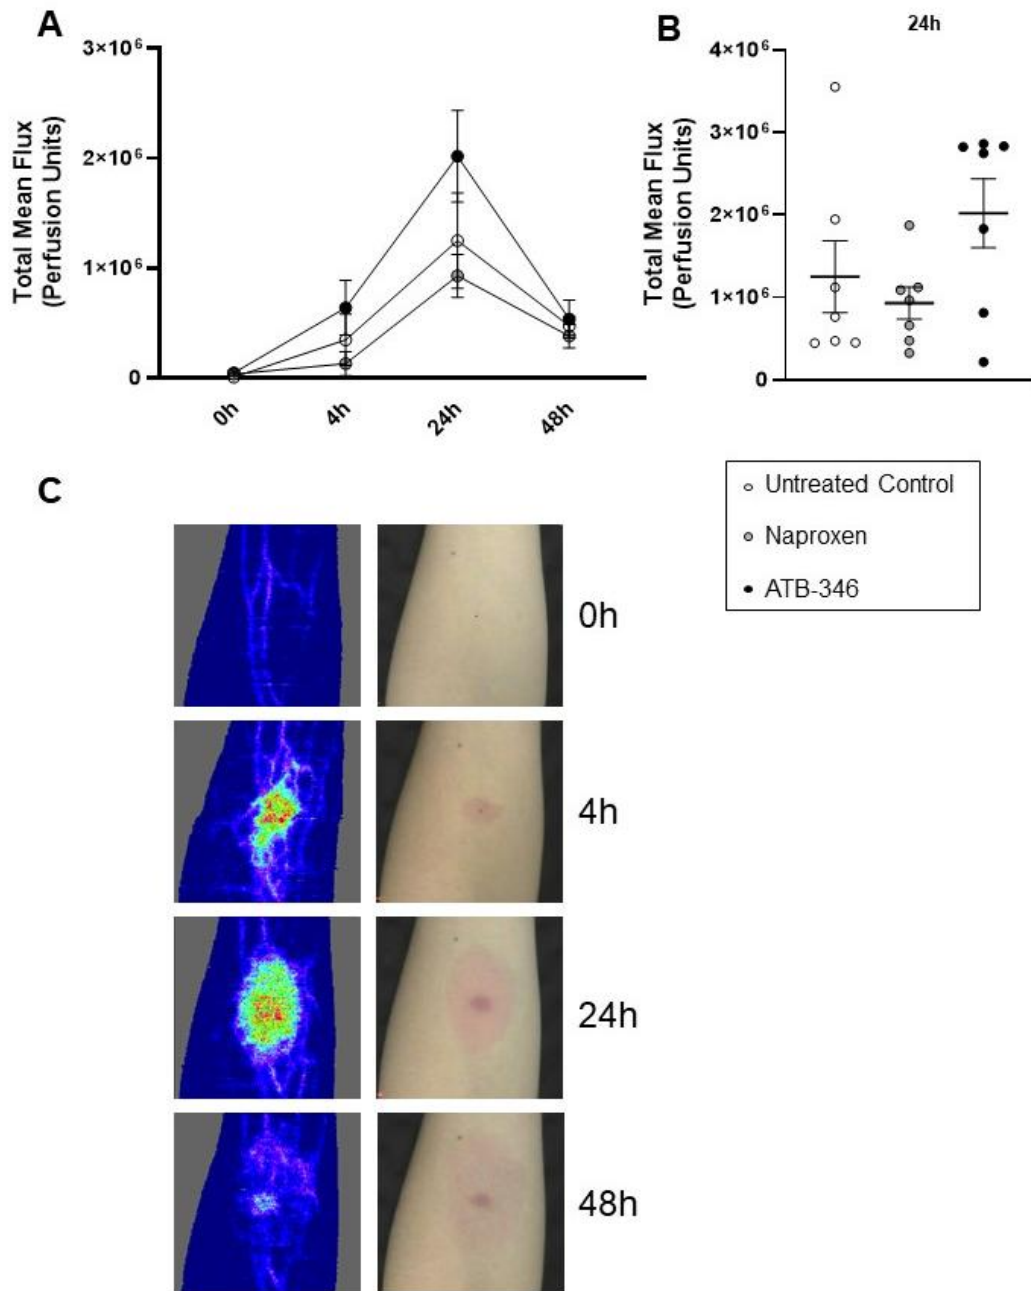 A
3×10⁶
2×10⁶
1×10⁶
0
Total Mean Flux
(Perfusion Units)
0h
4h
24h
48h
B
24h
4×10⁶
3×10⁶
2×10⁶
1×10⁶
0
Total Mean Flux
(Perfusion Units)
Untreated Control
Naproxen
ATB-346
C
0h
4h
24h
48h